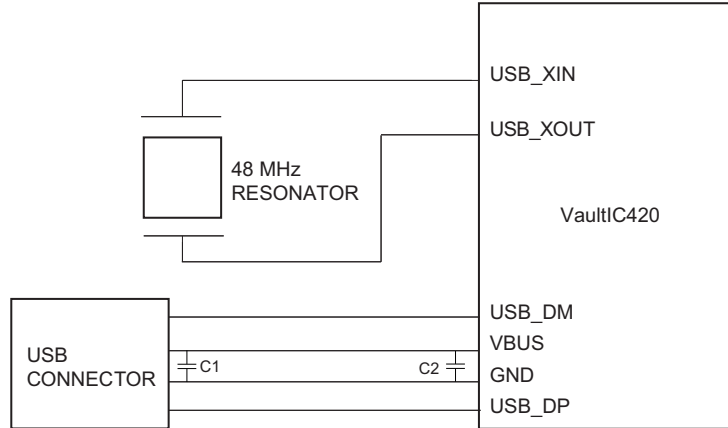 USB_XIN
USB_XOUT
48 MHz
RESONATOR
VaultIC420
USB_DM
USB
CONNECTOR
VBUS
C1
C2
GND
USB_DP